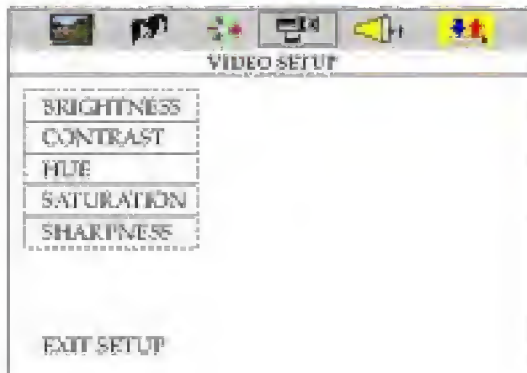 VIDEO SETUP
BRIGHTNESS
CONTRAST
HUE
SATURATION
SHARPNESS
EXIT SETUP